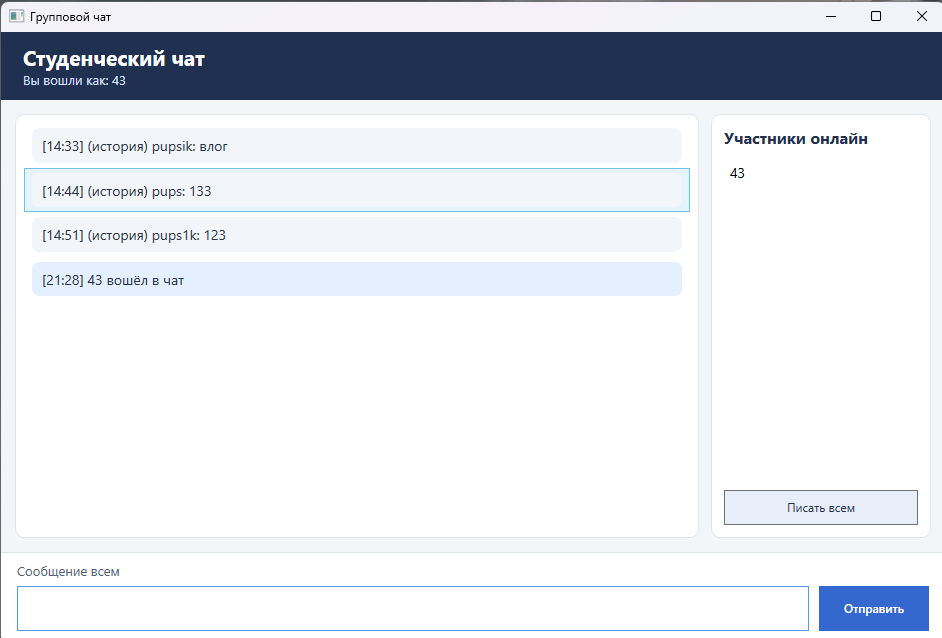 Групповой чат
Студенческий чат
Вы вошли как: 43
[14:33] (история) pupsik: влог
[14:44] (история) pups: 133
[14:51] (история) pups1k: 123
[21:28] 43 вошёл в чат
Участники онлайн
43
Писать всем
Сообщение всем
Отправить